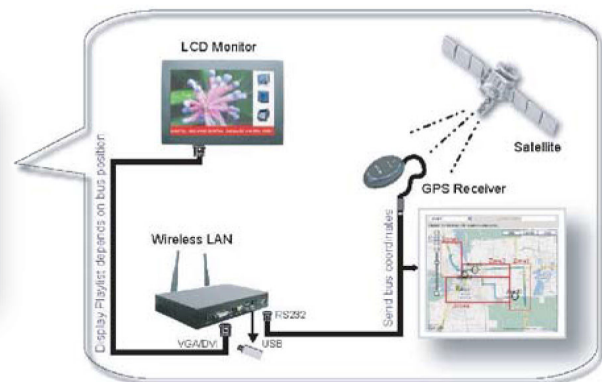 LCD Monitor
Satellite
GPS Receiver
Display Playlist depends on bus position
Send bus coordinates
Wireless LAN
RS232
VGA/DVI
USB